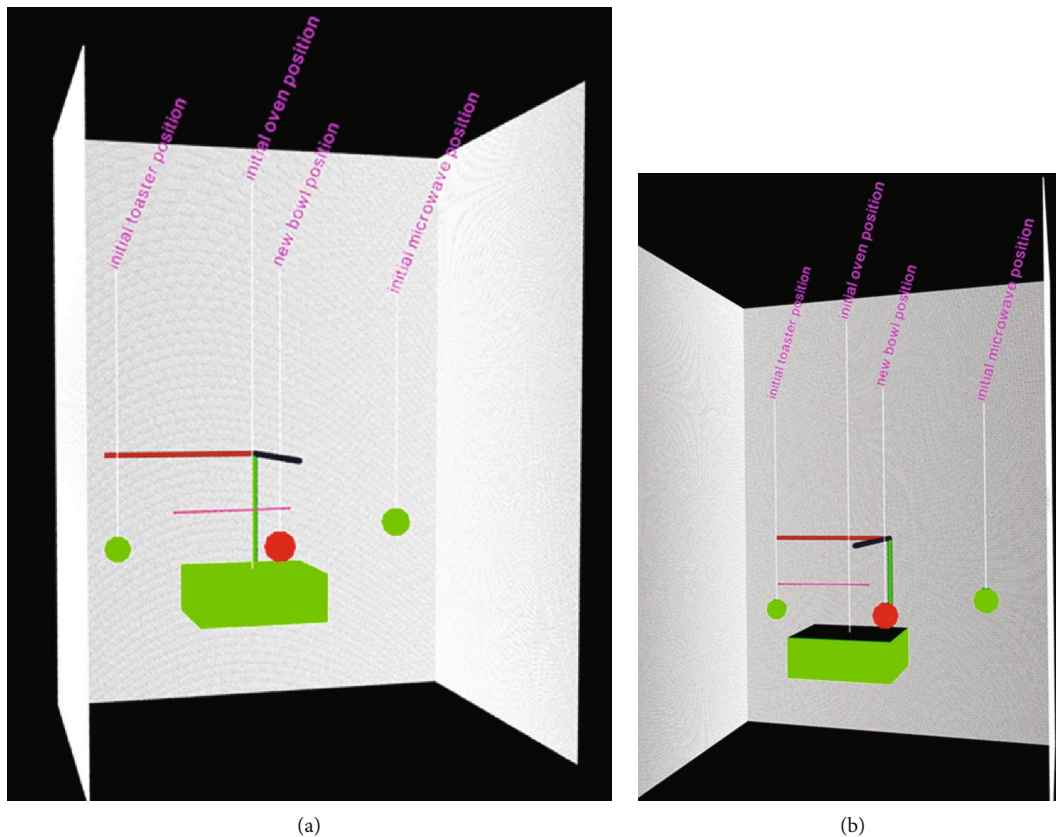 initial toaster position
initial oven position
new bowl position
initial microwave position
(a)
initial toaster position
initial oven position
new bowl position
initial microwave position
(b)